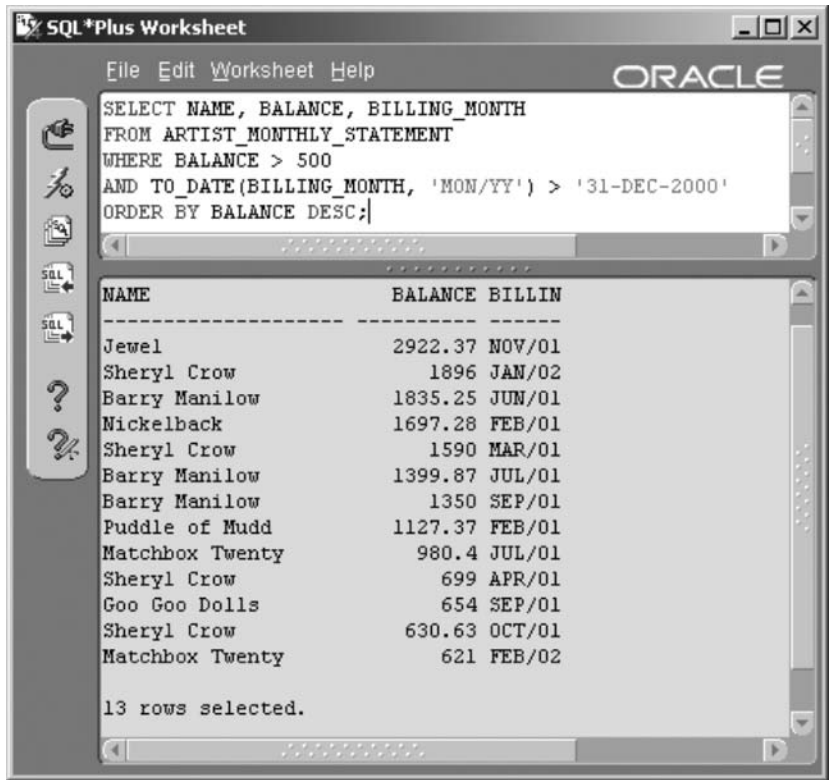 SQL*Plus Worksheet
File Edit Worksheet Help
ORACLE
SELECT NAME, BALANCE, BILLING_MONTH
FROM ARTIST_MONTHLY_STATEMENT
WHERE BALANCE > 500
AND TO_DATE(BILLING_MONTH, 'MON/YY') > '31-DEC-2000'
ORDER BY BALANCE DESC;
SQL
SQL
NAME BALANCE BILLIN
-------------------- ---------- ------
Jewel 2922.37 NOV/01
Sheryl Crow 1896 JAN/02
Barry Manilow 1835.25 JUN/01
Nickelback 1697.28 FEB/01
Sheryl Crow 1590 MAR/01
Barry Manilow 1399.87 JUL/01
Barry Manilow 1350 SEP/01
Puddle of Mudd 1127.37 FEB/01
Matchbox Twenty 980.4 JUL/01
Sheryl Crow 699 APR/01
Goo Goo Dolls 654 SEP/01
Sheryl Crow 630.63 OCT/01
Matchbox Twenty 621 FEB/02
13 rows selected.